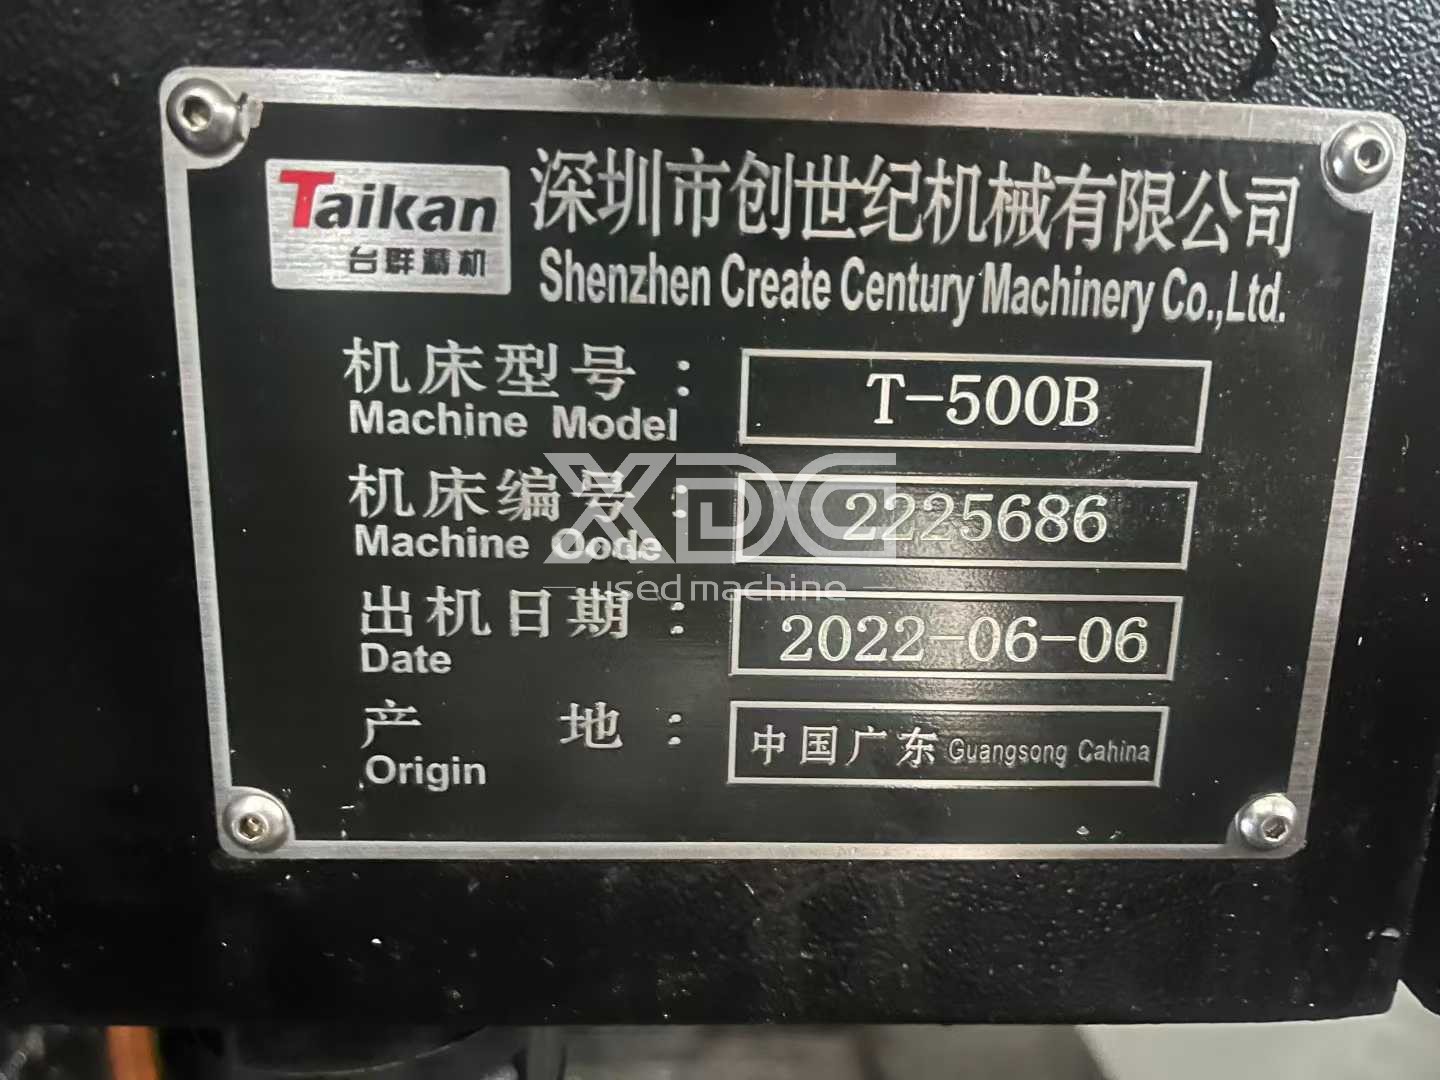 Taikan
台群精机
深圳市创世纪机械有限公司
Shenzhen Create Century Machinery Co.,Ltd.
机床型号：
Machine Model
T-500B
机床编号：
Machine Code
2225686
XDC
used machine
出机日期：
Date
2022-06-06
产 地：
Origin
中国广东 Guangsong Cahina